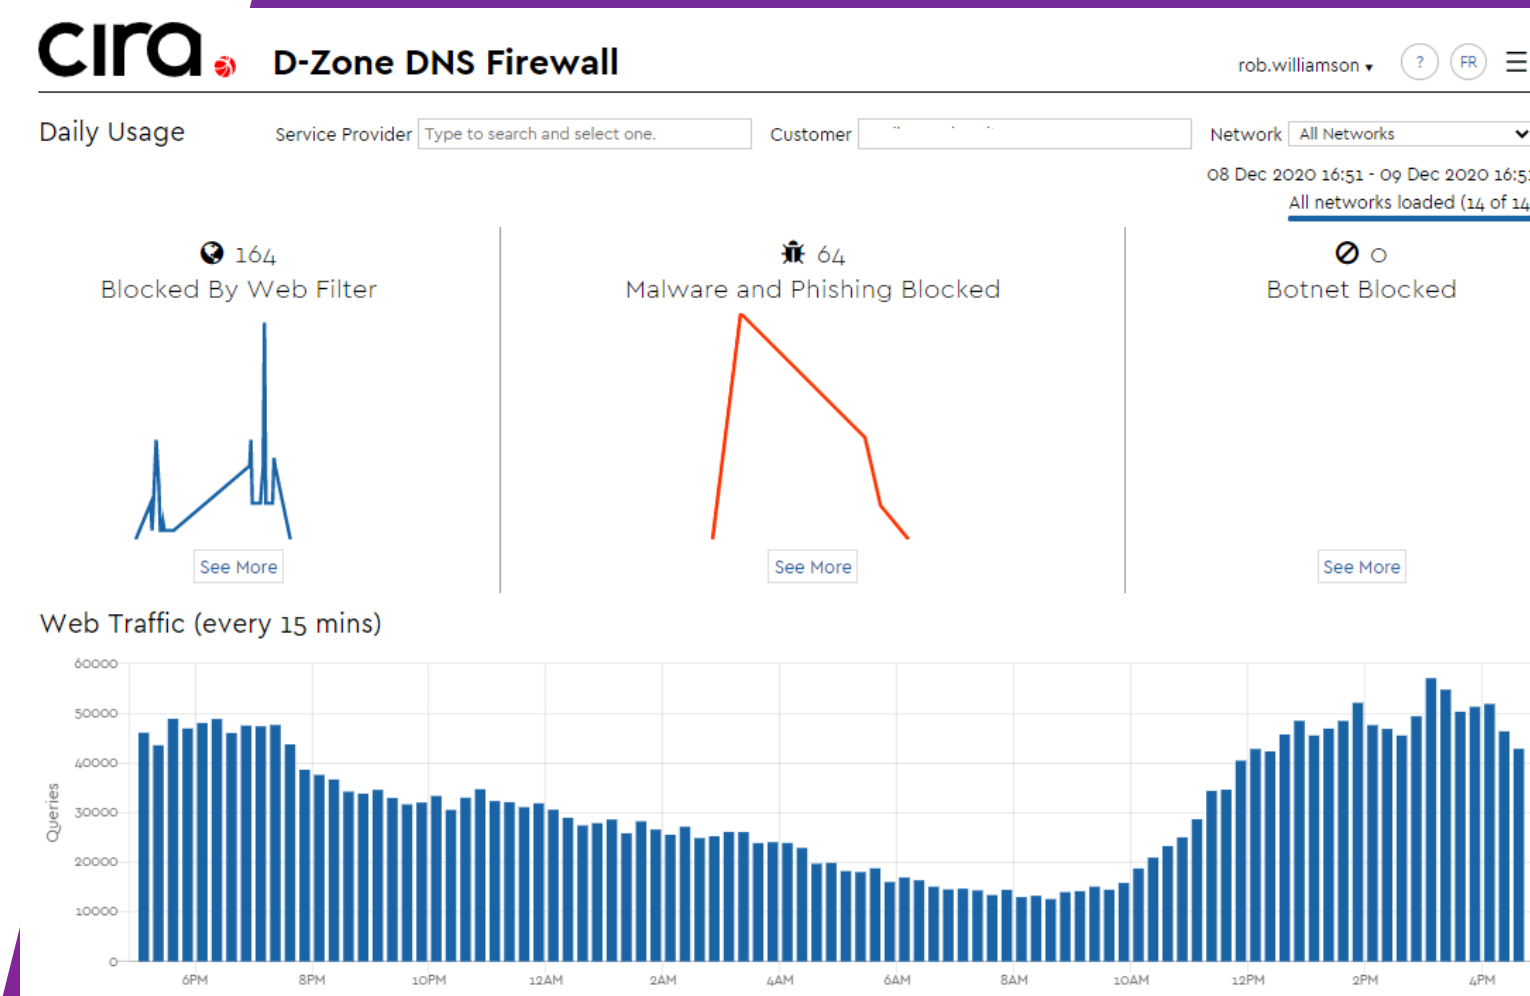 cira
D-Zone DNS Firewall
rob.williamson ▾
?
FR
Daily Usage
Service Provider
Type to search and select one.
Customer
Network
All Networks
08 Dec 2020 16:51 - 09 Dec 2020 16:51
All networks loaded (14 of 14
164
Blocked By Web Filter
See More
64
Malware and Phishing Blocked
See More
0
Botnet Blocked
See More
Web Traffic (every 15 mins)
Queries
60000
50000
40000
30000
20000
10000
0
6PM 8PM 10PM 12AM 2AM 4AM 6AM 8AM 10AM 12PM 2PM 4PM